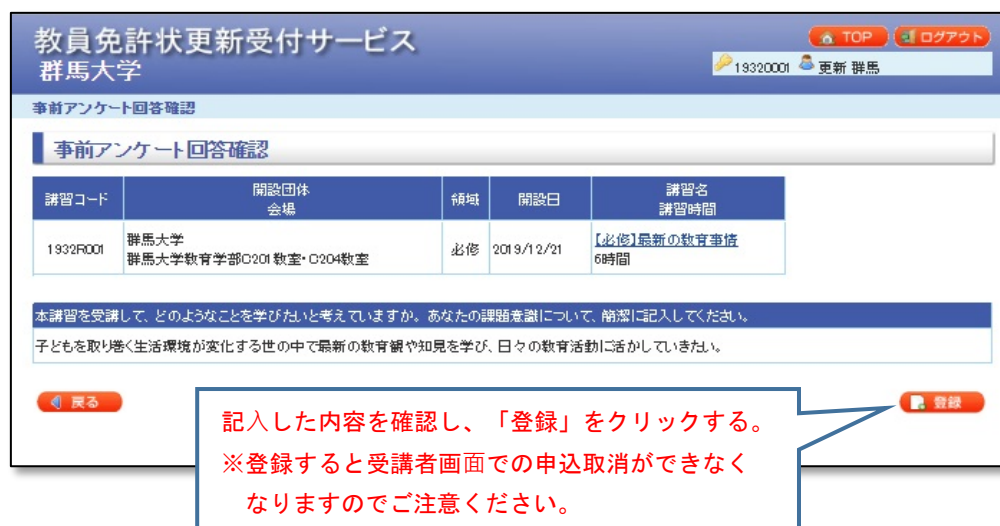 教員免許状更新受付サービス
群馬大学
TOP ログアウト
19320001 更新 群馬
事前アンケート回答確認
事前アンケート回答確認
講習コード 開設団体 会場 領域 開設日 講習名 講習時間
1932R001 群馬大学 必修 2019/12/21 【必修】最新の教育事情
群馬大学教育学部C201教室・C204教室 6時間
本講習を受講して、どのようなことを学びたいと考えていますか。あなたの課題意識について、簡潔に記入してください。
子どもを取り巻く生活環境が変化する世の中で最新の教育観や知見を学び、日々の教育活動に活かしていきたい。
戻る 登録
記入した内容を確認し、「登録」をクリックする。
※登録すると受講者画面での申込取消ができなく
なりますのでご注意ください。